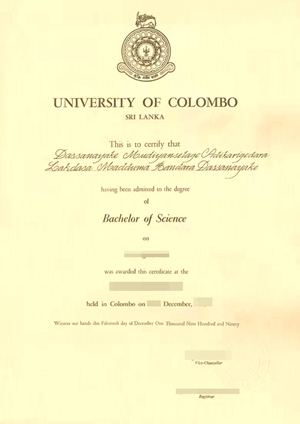 UNIVERSITY OF COLOMBO
SRI LANKA
This is to certify that
Dassanayake Mudiyanselage
Lakdasa Madduma Bandara Dassanayake
having been admitted to the degree
of
Bachelor of Science
on
was awarded this certificate at the
held in Colombo on December,
Witness our hands this Fifteenth day of December One Thousand Nine Hundred and Ninety
Vice-Chancellor
Registrar